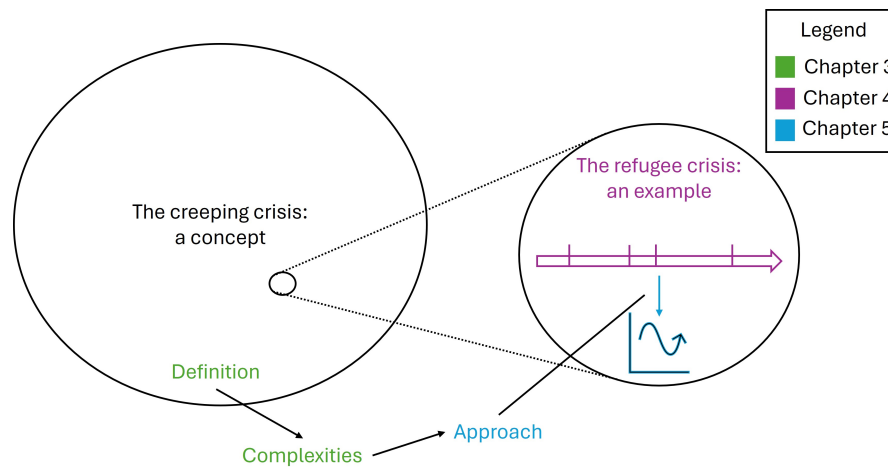 Legend
Chapter 3
Chapter 4
Chapter 5
The refugee crisis:
an example
The creeping crisis:
a concept
Definition
Complexities
Approach